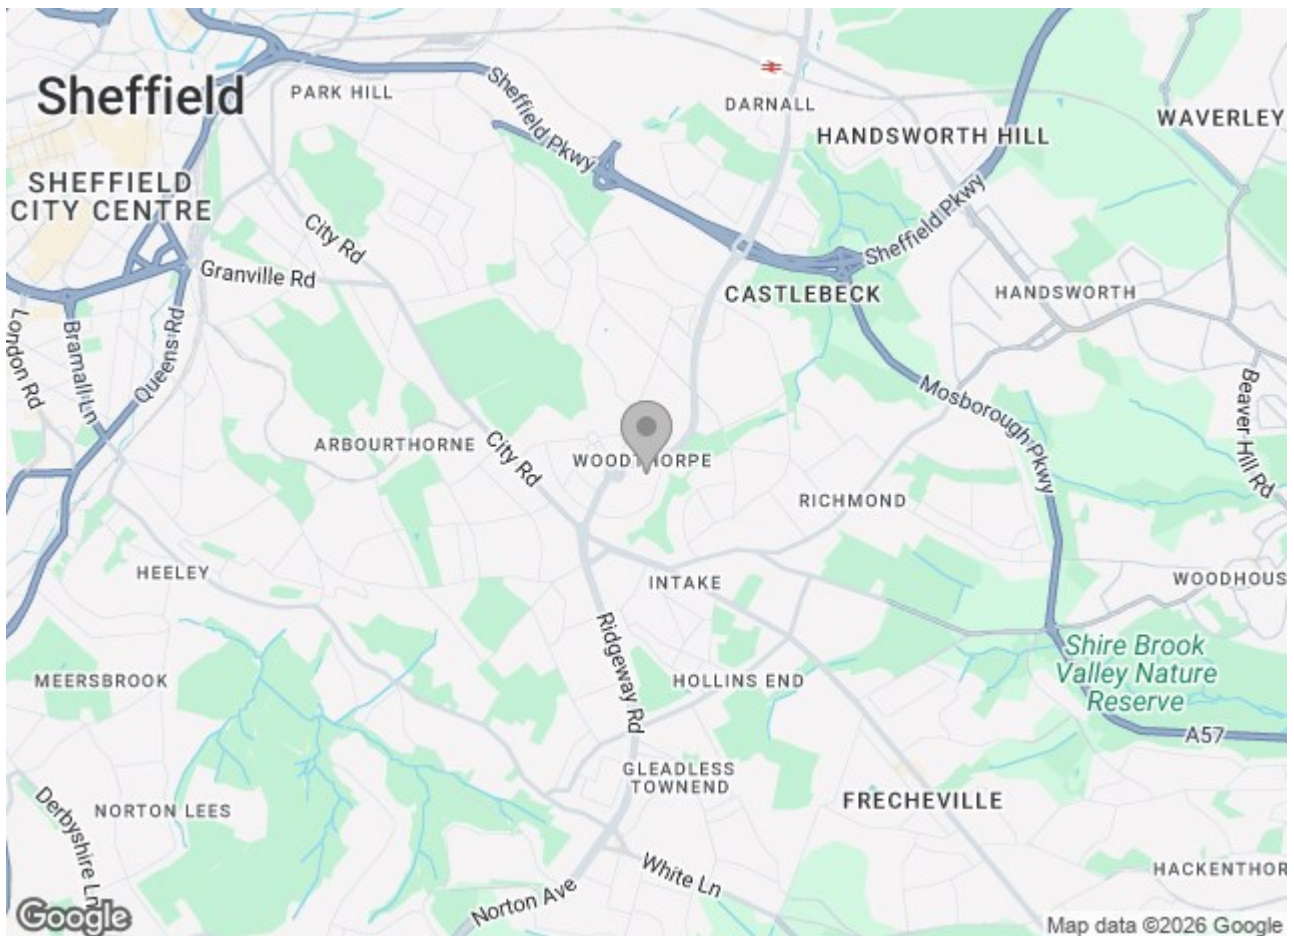 Sheffield
PARK HILL
DARNALL
HANDSWORTH HILL
WAVERLEY
Sheffield Pkwy
SHEFFIELD
CITY CENTRE
City Rd
Granville Rd
Sheffield Pkwy
CASTLEBECK
HANDSWORTH
London Rd
Bramall Ln
Queens Rd
Mosborough Pkwy
Beaver Hill Rd
ARBOURTHORNE
City Rd
WOODTHORPE
RICHMOND
HEELEY
INTAKE
WOODHOUS
Ridgeway Rd
Shire Brook
Valley Nature
Reserve
MEERSBROOK
HOLLINS END
A57
GLEADLESS
TOWNEND
Derbyshire Ln
NORTON LEES
FRECHEVILLE
White Ln
HACKENTHOR
Norton Ave
Google
Map data ©2026 Google